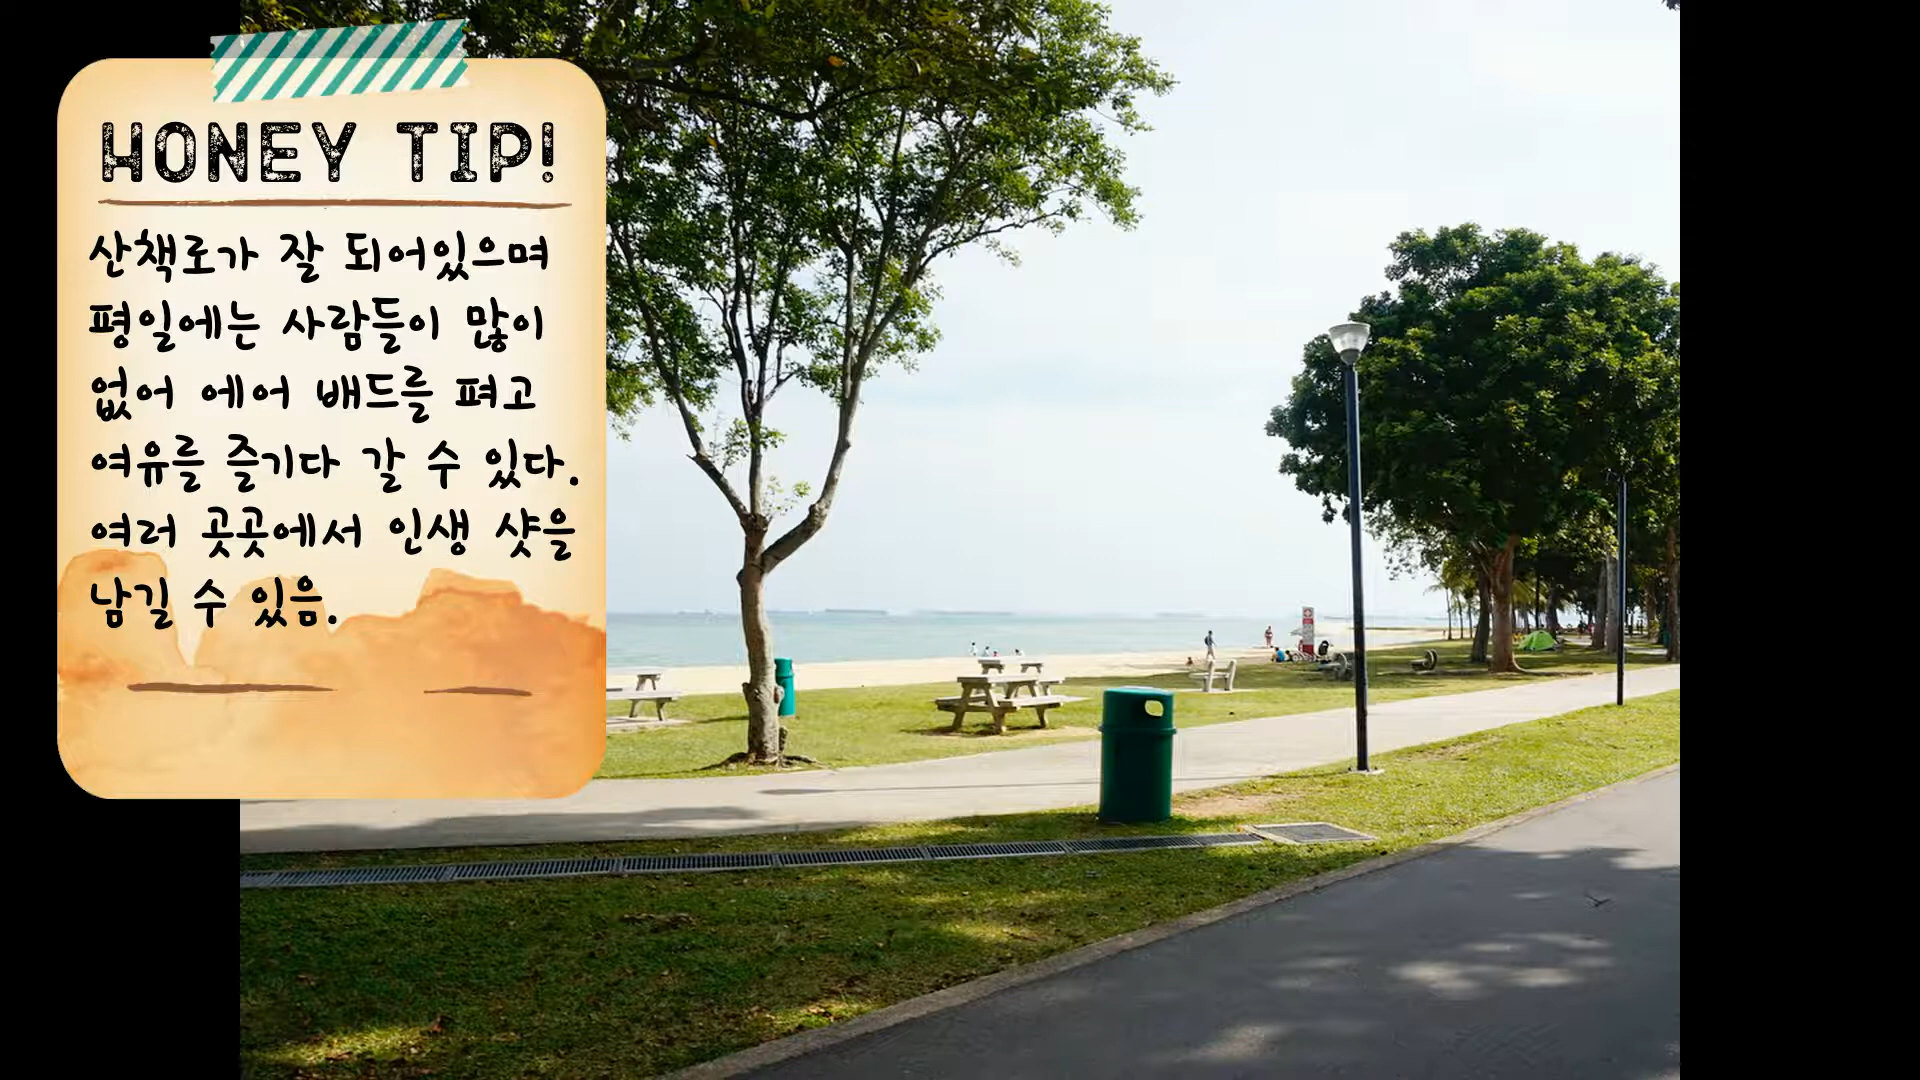 HONEY TIP!
산책로가 잘 되어있으며
평일에는 사람들이 많이
없어 에어 배드를 펴고
여유를 즐기다 갈 수 있다.
여러 곳곳에서 인생 샷을
남길 수 있음.